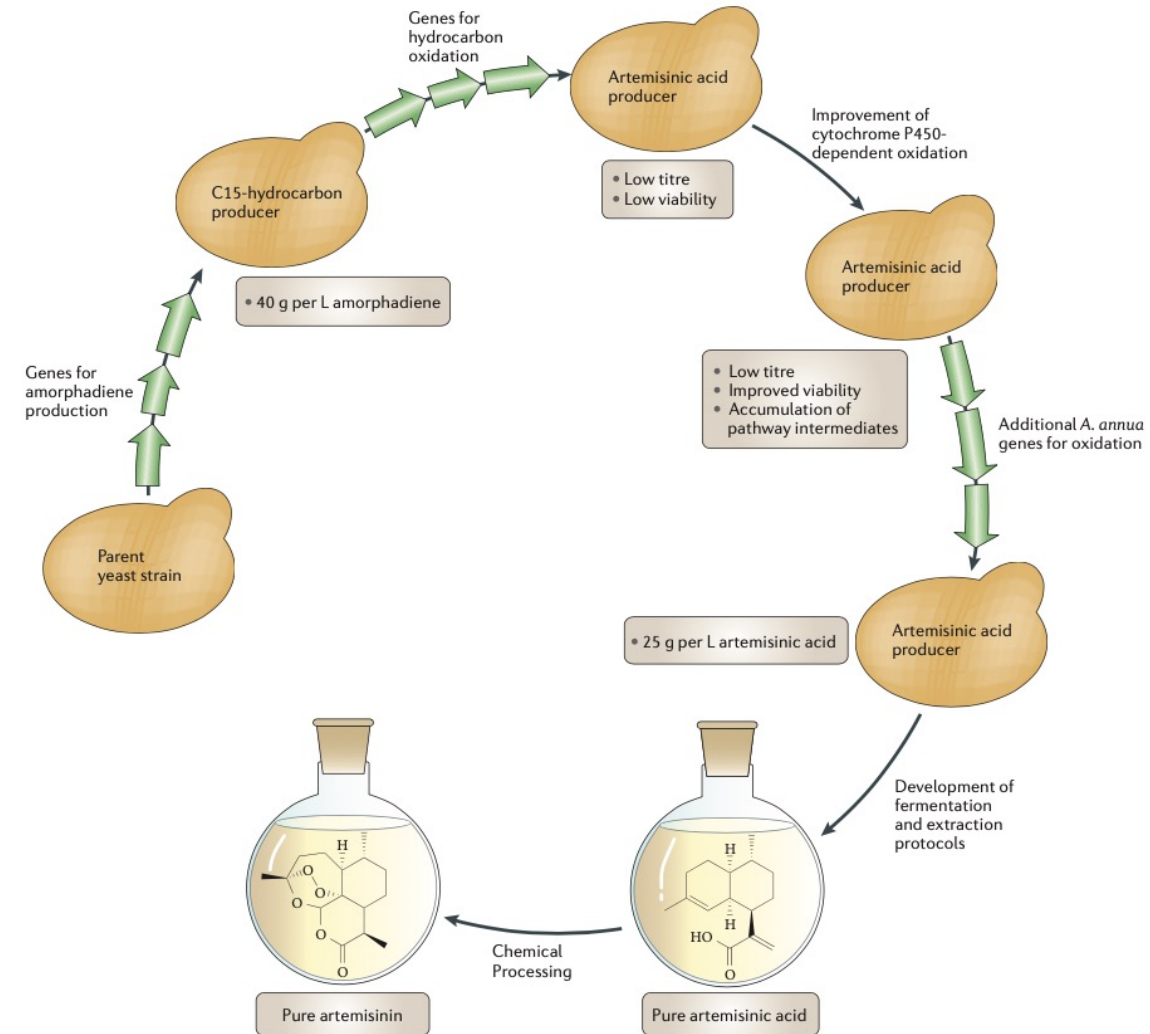 Genes for
hydrocarbon
oxidation
Artemisinic acid
producer
Improvement of
cytochrome P450-
dependent oxidation
• Low titre
• Low viability
C15-hydrocarbon
producer
• 40 g per L amorphadiene
Artemisinic acid
producer
• Low titre
• Improved viability
• Accumulation of
pathway intermediates
Genes for
amorphadiene
production
Additional A. annua
genes for oxidation
Parent
yeast strain
• 25 g per L artemisinic acid
Artemisinic acid
producer
Development of
fermentation
and extraction
protocols
H
O
O
O
O
O
H
H
HO
O
Chemical
Processing
Pure artemisinin
Pure artemisinic acid